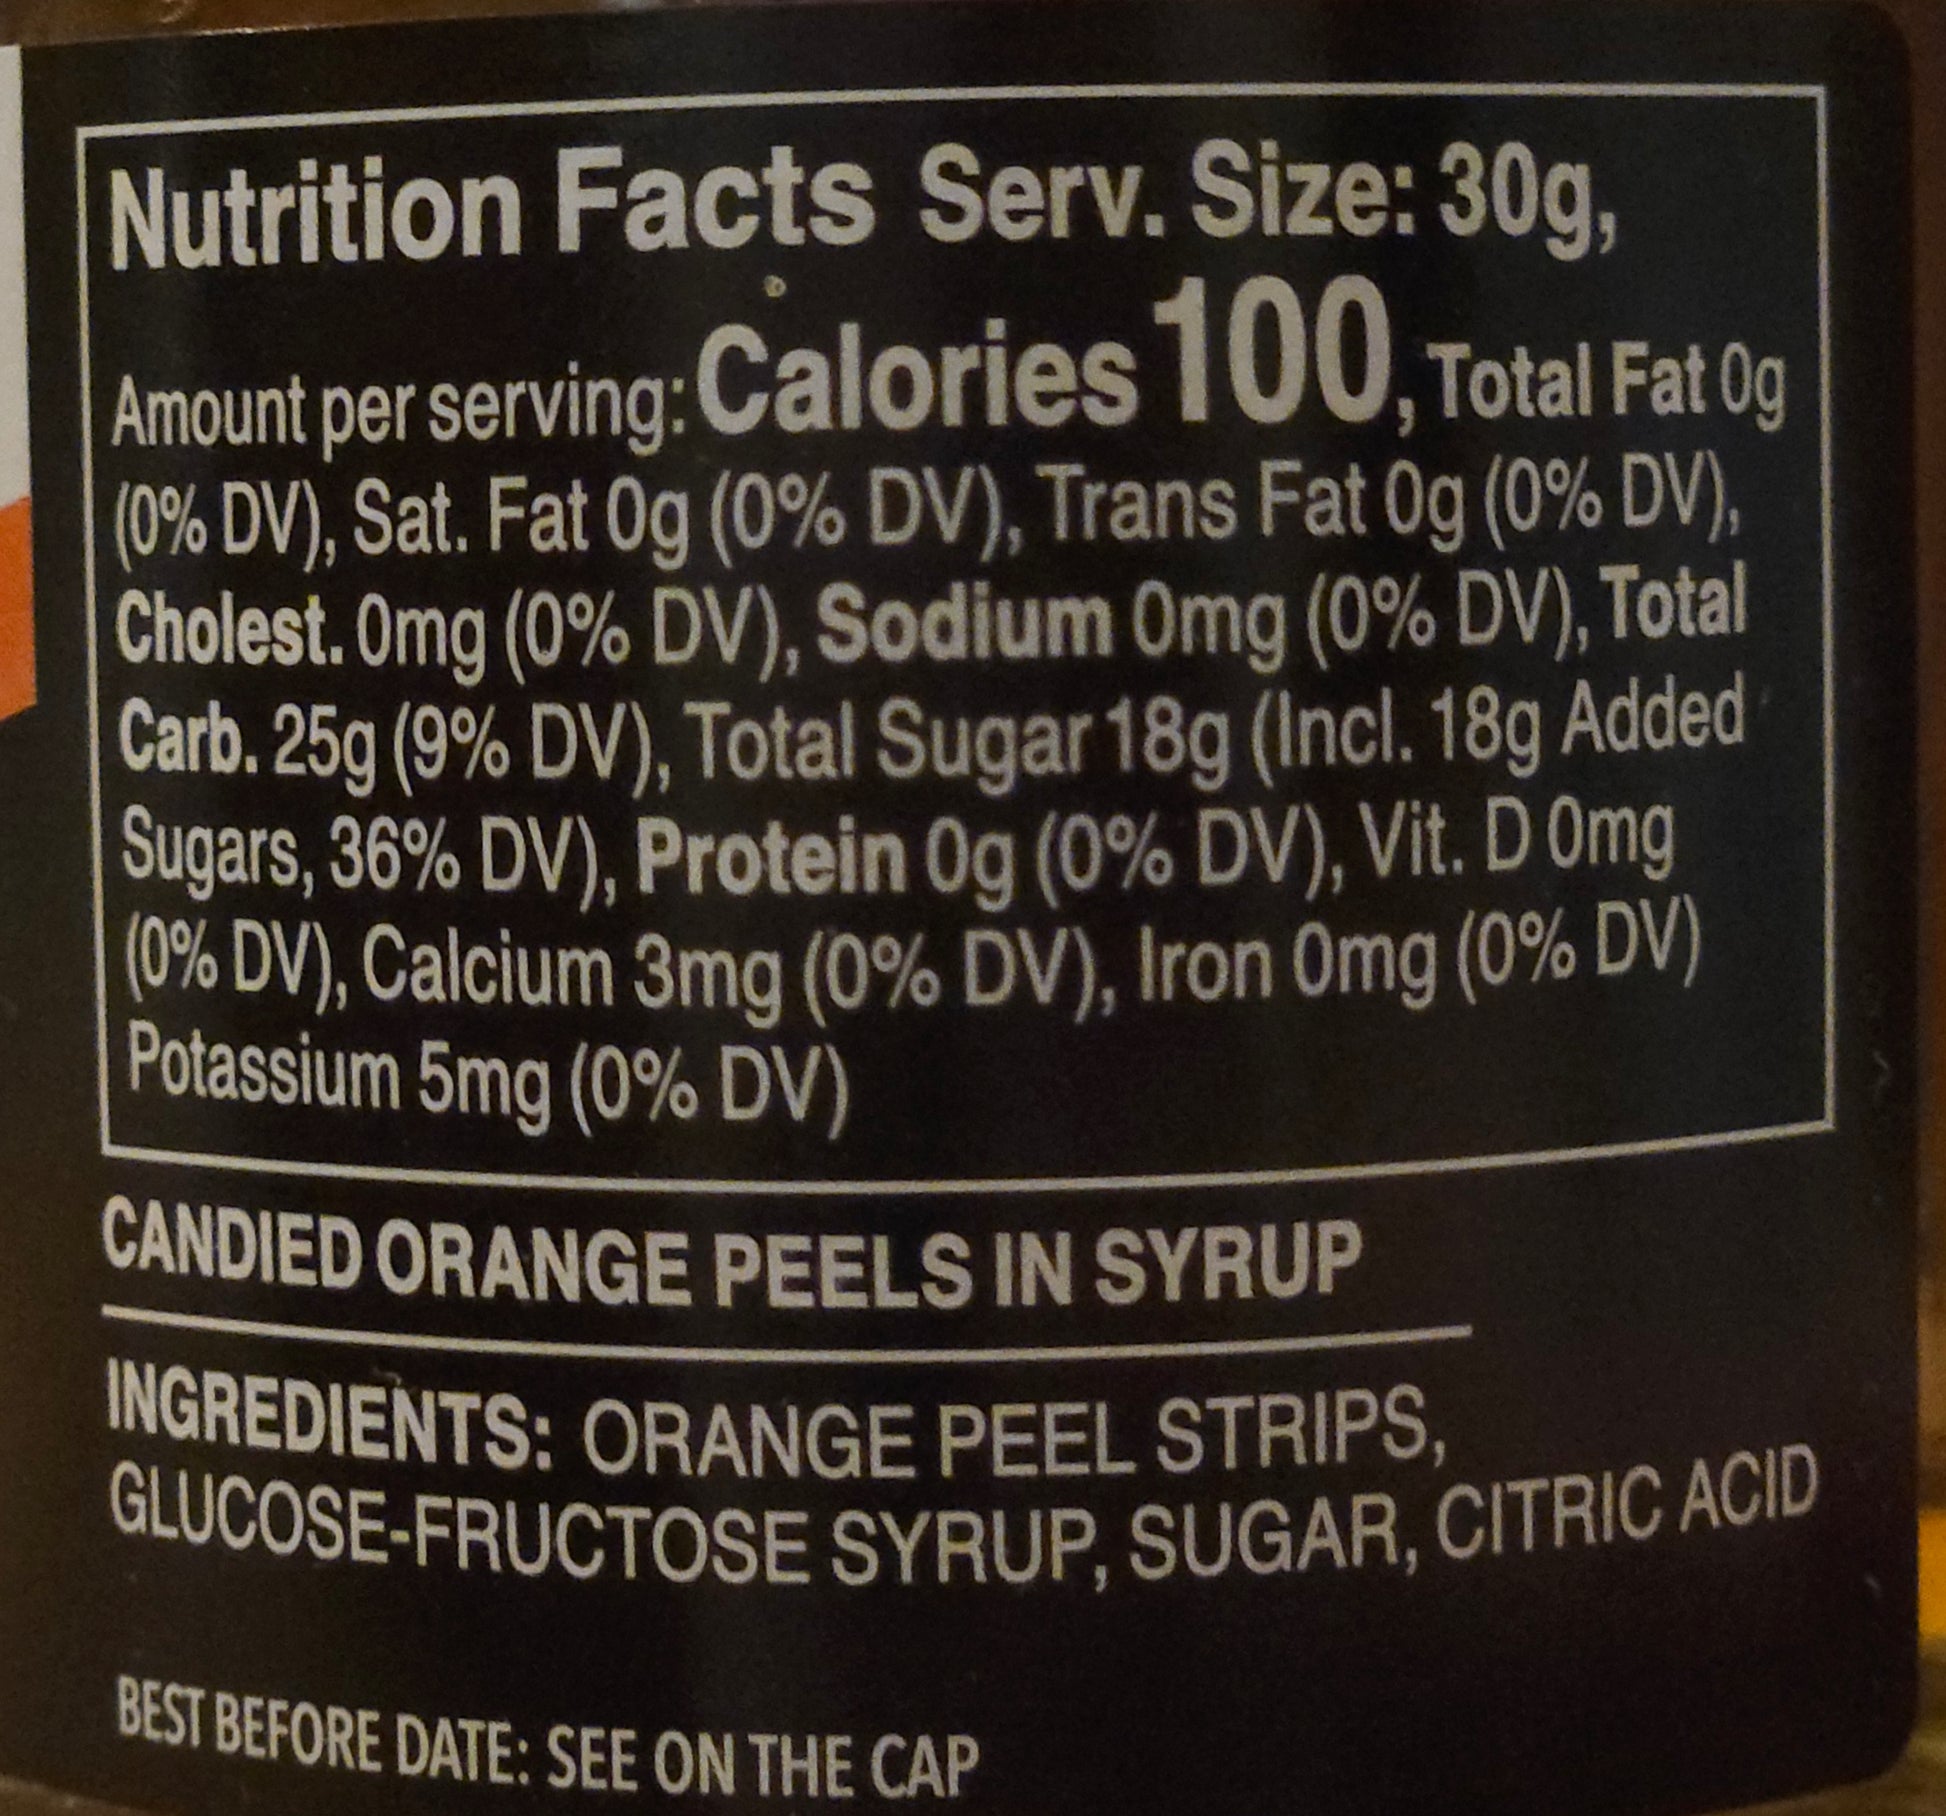 Nutrition Facts Serv. Size: 30g,
Amount per serving: Calories 100, Total Fat 0g
(0% DV), Sat. Fat 0g (0% DV), Trans Fat 0g (0% DV),
Cholest. 0mg (0% DV), Sodium 0mg (0% DV), Total
Carb. 25g (9% DV), Total Sugar 18g (Incl. 18g Added
Sugars, 36% DV), Protein 0g (0% DV), Vit. D 0mg
(0% DV), Calcium 3mg (0% DV), Iron 0mg (0% DV)
Potassium 5mg (0% DV)
CANDIED ORANGE PEELS IN SYRUP
INGREDIENTS: ORANGE PEEL STRIPS,
GLUCOSE-FRUCTOSE SYRUP, SUGAR, CITRIC ACID
BEST BEFORE DATE: SEE ON THE CAP